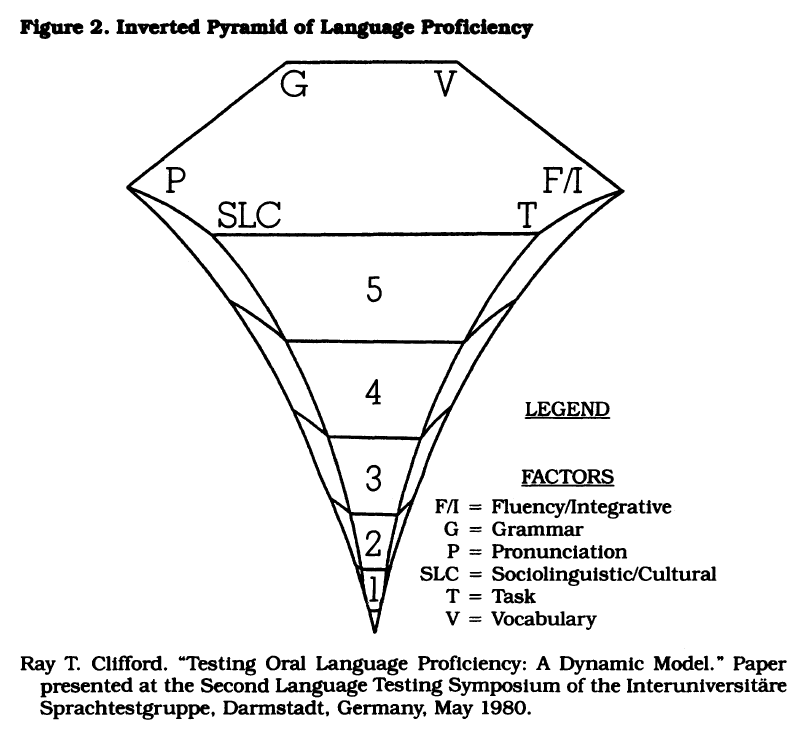 Figure 2. Inverted Pyramid of Language Proficiency
G V
P F/I
SLC T
5
4
3
2
1
LEGEND
FACTORS
F/I = Fluency/Integrative
G = Grammar
P = Pronunciation
SLC = Sociolinguistic/Cultural
T = Task
V = Vocabulary
Ray T. Clifford. “Testing Oral Language Proficiency: A Dynamic Model.” Paper
presented at the Second Language Testing Symposium of the Interuniversitäre
Sprachtestgruppe, Darmstadt, Germany, May 1980.